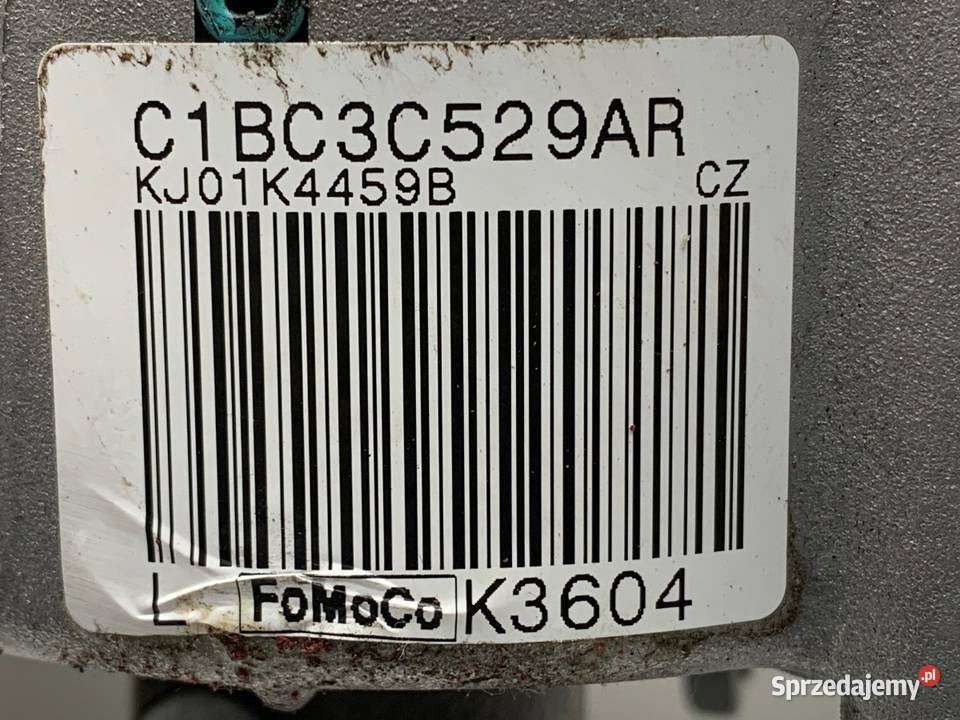 C1BC3C529AR
KJ01K4459B CZ
L FoMoCo K3604
Sprzedajemy.pl